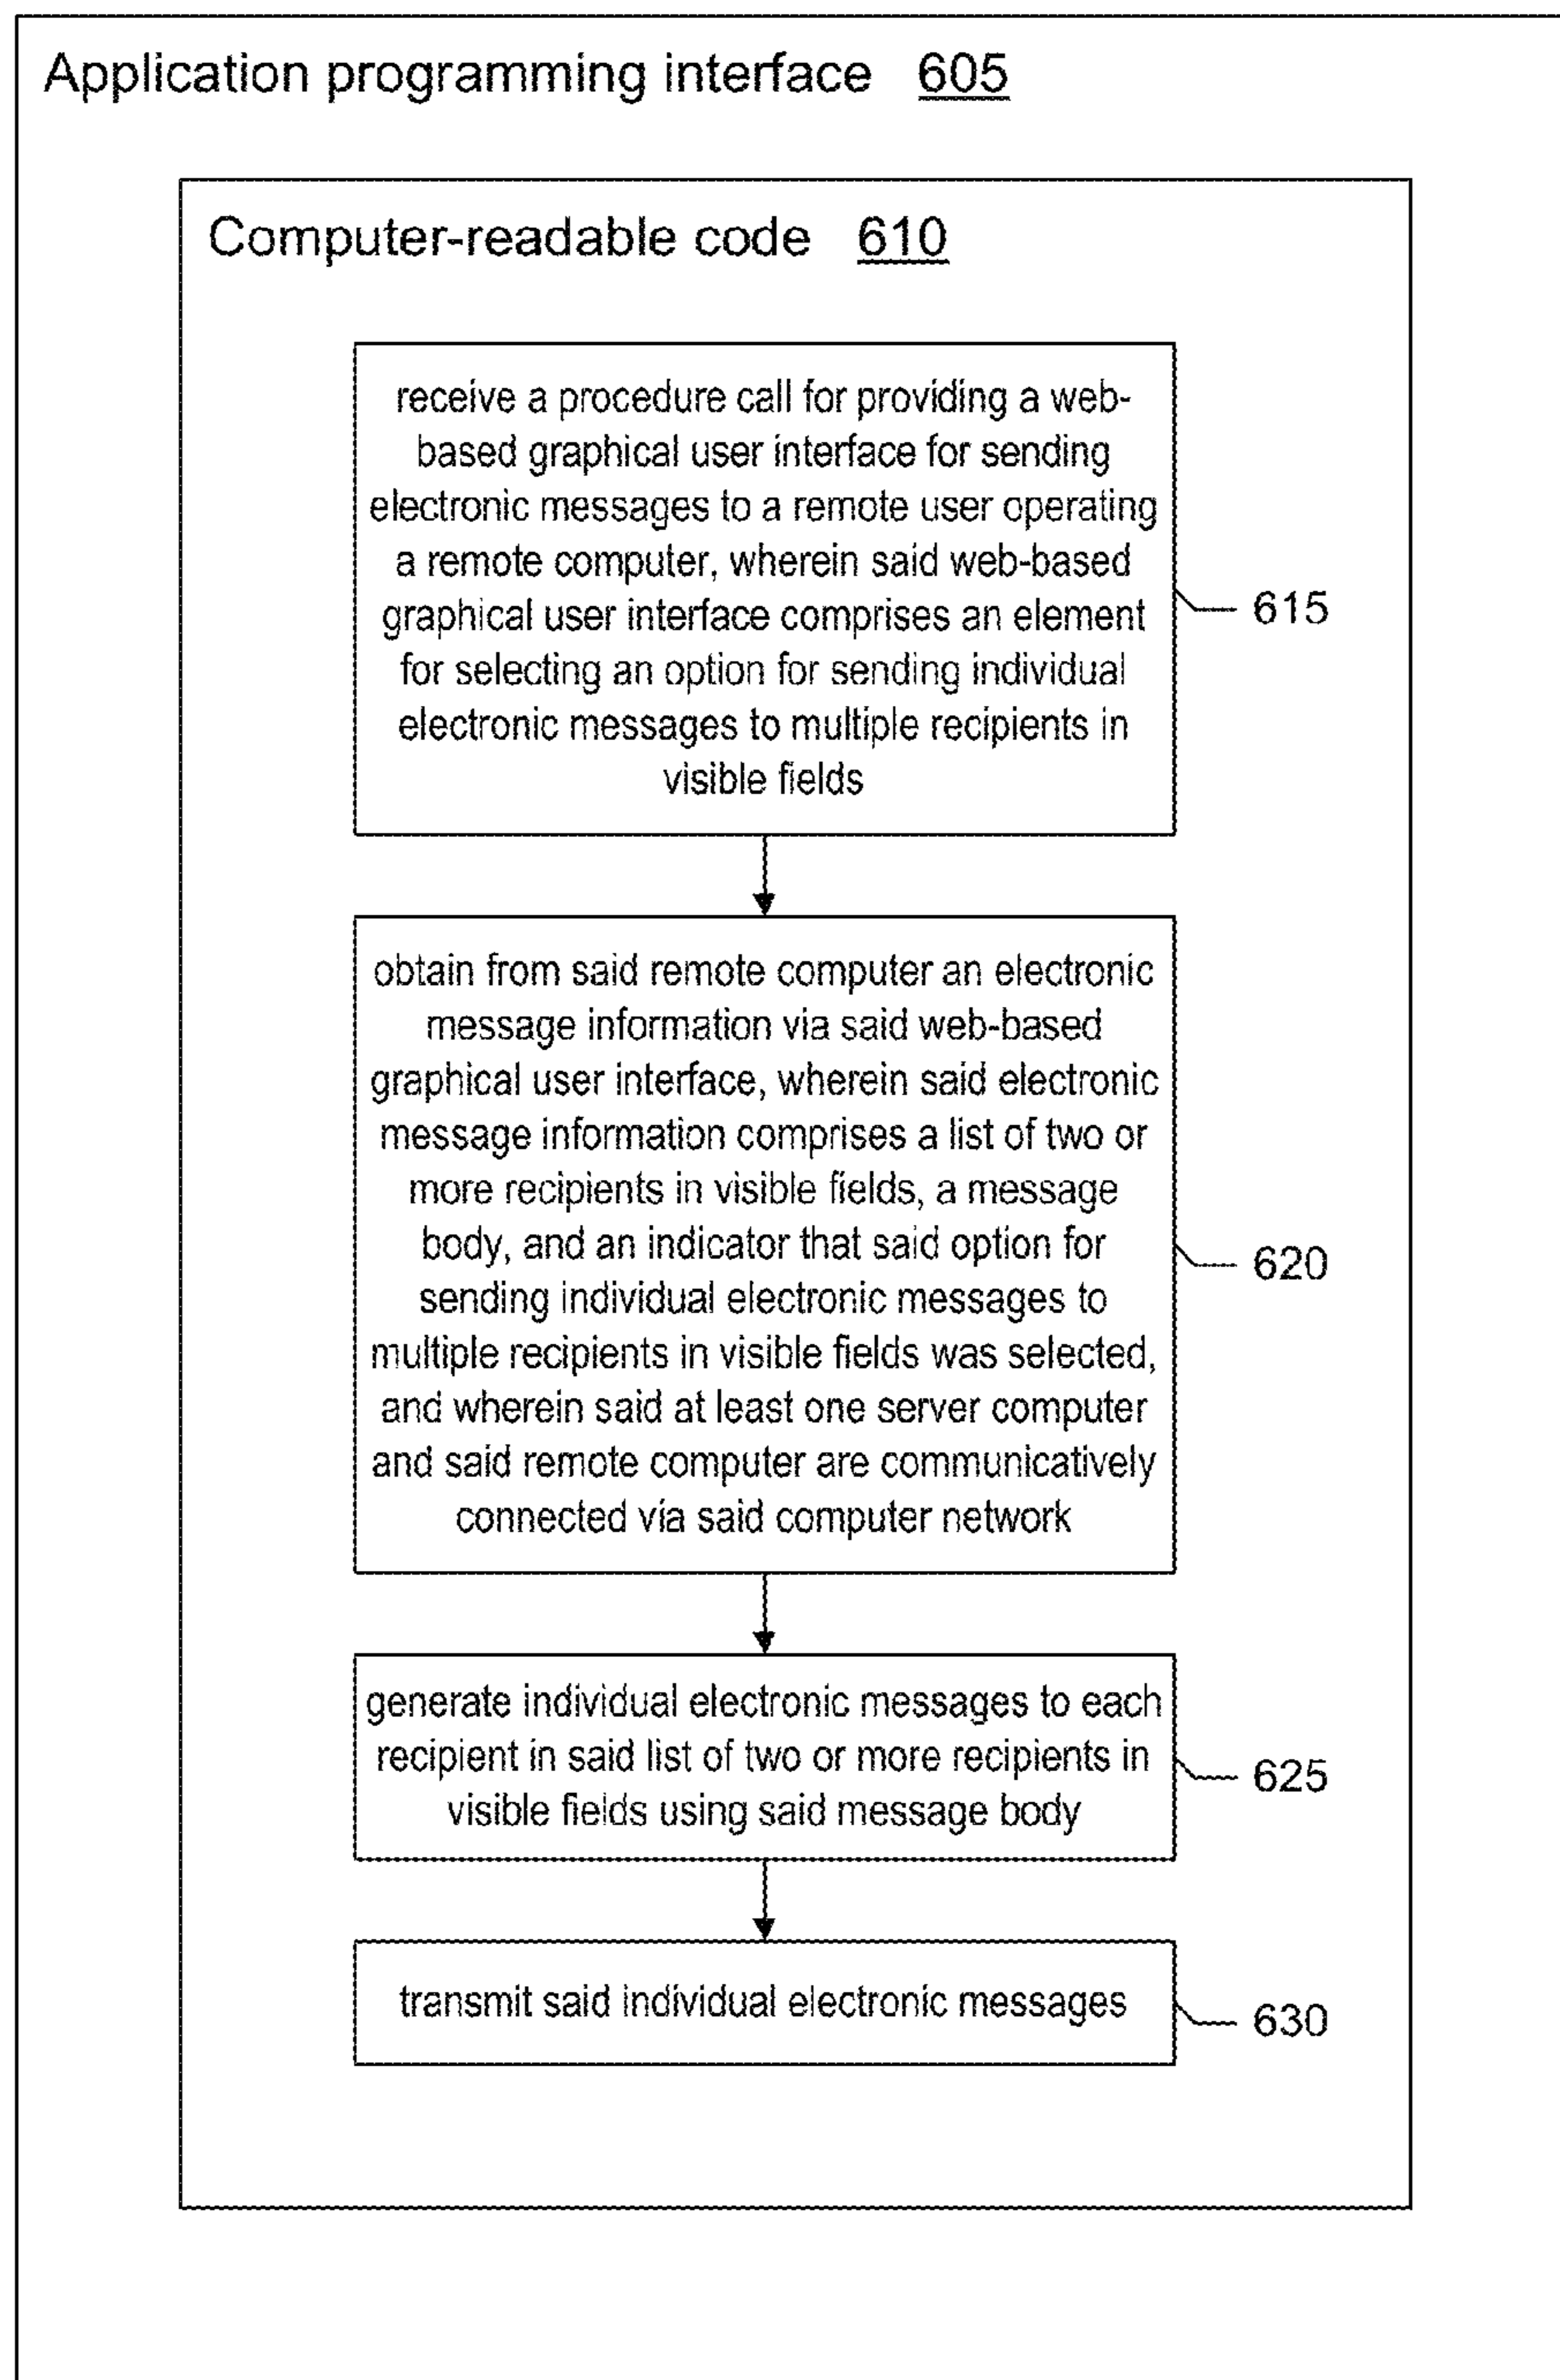 Application programming interface 605
Computer-readable code 610
receive a procedure call for providing a web-
based graphical user interface for sending
electronic messages to a remote user operating
a remote computer, wherein said web-based
graphical user interface comprises an element
for selecting an option for sending individual
electronic messages to multiple recipients in
visible fields
615
obtain from said remote computer an electronic
message information via said web-based
graphical user interface, wherein said electronic
message information comprises a list of two or
more recipients in visible fields, a message
body, and an indicator that said option for
sending individual electronic messages to
multiple recipients in visible fields was selected,
and wherein said at least one server computer
and said remote computer are communicatively
connected via said computer network
620
generate individual electronic messages to each
recipient in said list of two or more recipients in
visible fields using said message body
625
transmit said individual electronic messages
630